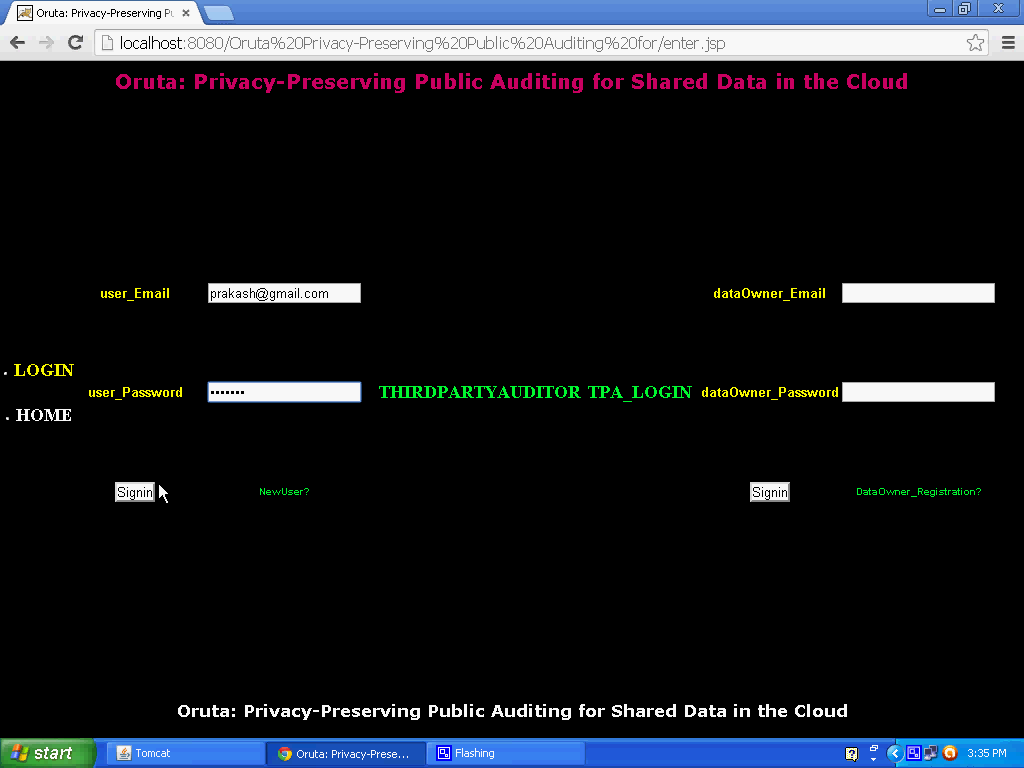 Oruta: Privacy-Preserving Pu
localhost:8080/Oruta%20Privacy-Preserving%20Public%20Auditing%20for/enter.jsp
Oruta: Privacy-Preserving Public Auditing for Shared Data in the Cloud
user_Email prakash@gmail.com dataOwner_Email
LOGIN
user_Password ••••••• THIRDPARTYAUDITOR TPA_LOGIN dataOwner_Password
HOME
Signin NewUser? Signin DataOwner_Registration?
Oruta: Privacy-Preserving Public Auditing for Shared Data in the Cloud
start Tomcat Oruta: Privacy-Prese... Flashing 3:35 PM